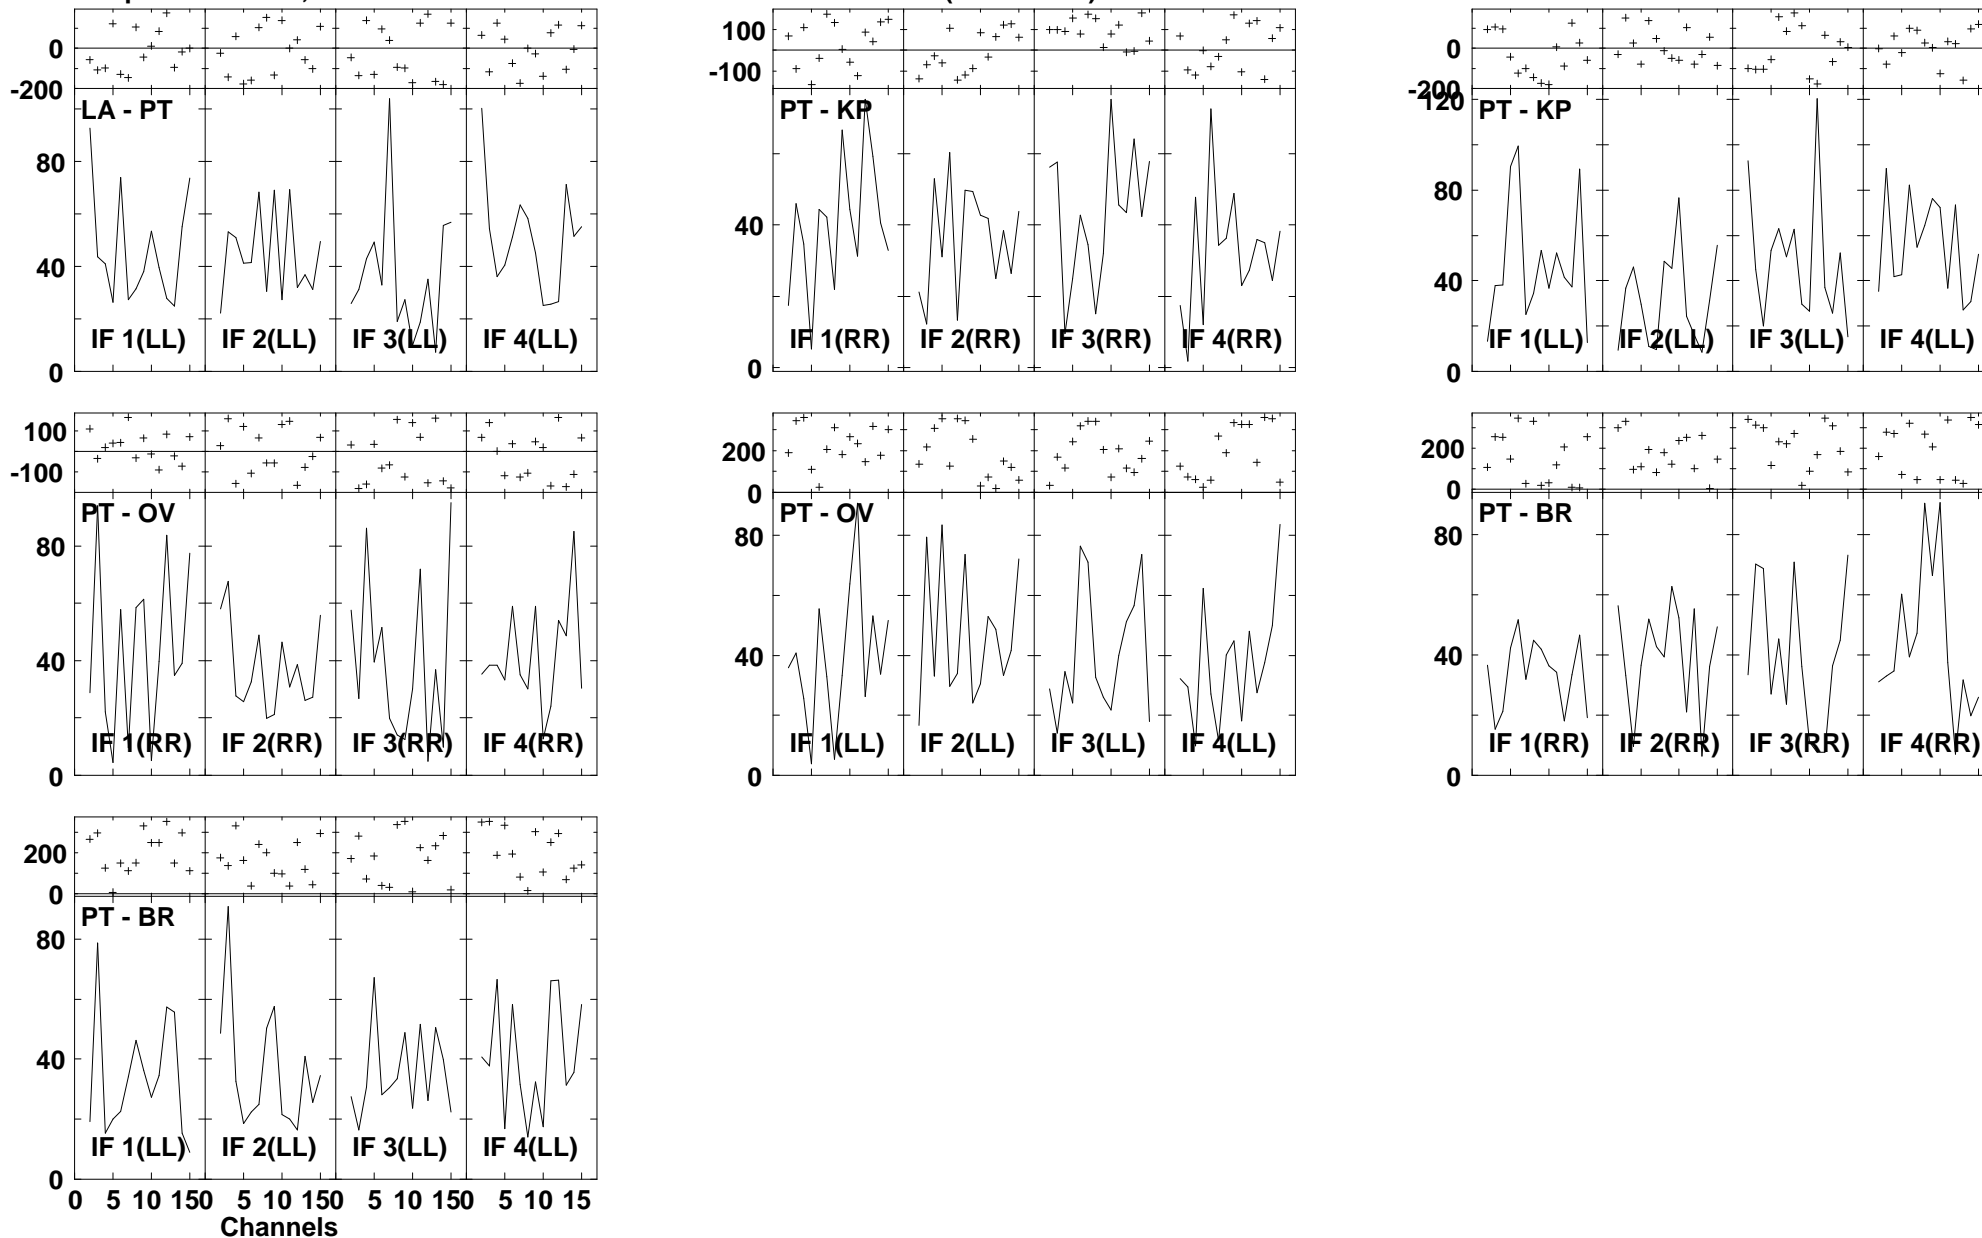 0
-200
LA - PT
80
40
0
IF 1(LL) IF 2(LL) IF 3(LL) IF 4(LL)
100
-100
PT - KP
40
0
IF 1(RR) IF 2(RR) IF 3(RR) IF 4(RR)
0
-200
120
PT - KP
80
40
0
IF 1(LL) IF 2(LL) IF 3(LL) IF 4(LL)
100
-100
PT - OV
80
40
0
IF 1(RR) IF 2(RR) IF 3(RR) IF 4(RR)
200
0
PT - OV
80
40
0
IF 1(LL) IF 2(LL) IF 3(LL) IF 4(LL)
200
0
PT - BR
80
40
0
IF 1(RR) IF 2(RR) IF 3(RR) IF 4(RR)
200
0
PT - BR
80
40
0
IF 1(LL) IF 2(LL) IF 3(LL) IF 4(LL)
0 5 10 15 0 5 10 15 0 5 10 15 0 5 10 15
Channels